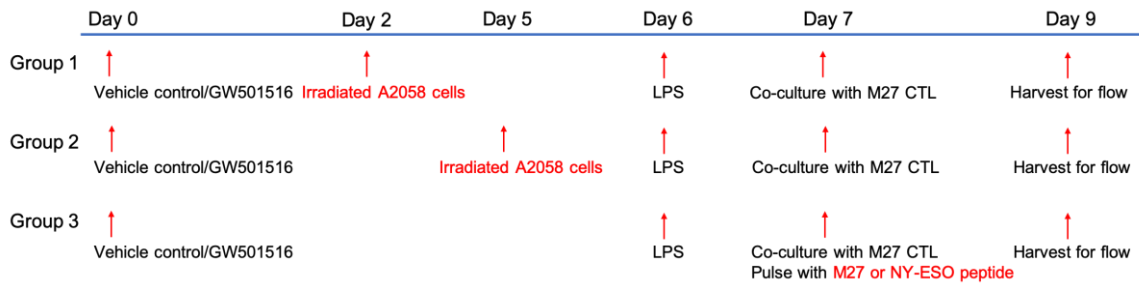 Day 0 Day 2 Day 5 Day 6 Day 7 Day 9
Group 1
Vehicle control/GW501516 Irradiated A2058 cells LPS Co-culture with M27 CTL Harvest for flow
Group 2
Vehicle control/GW501516 Irradiated A2058 cells LPS Co-culture with M27 CTL Harvest for flow
Group 3
Vehicle control/GW501516 LPS Co-culture with M27 CTL Harvest for flow
Pulse with M27 or NY-ESO peptide